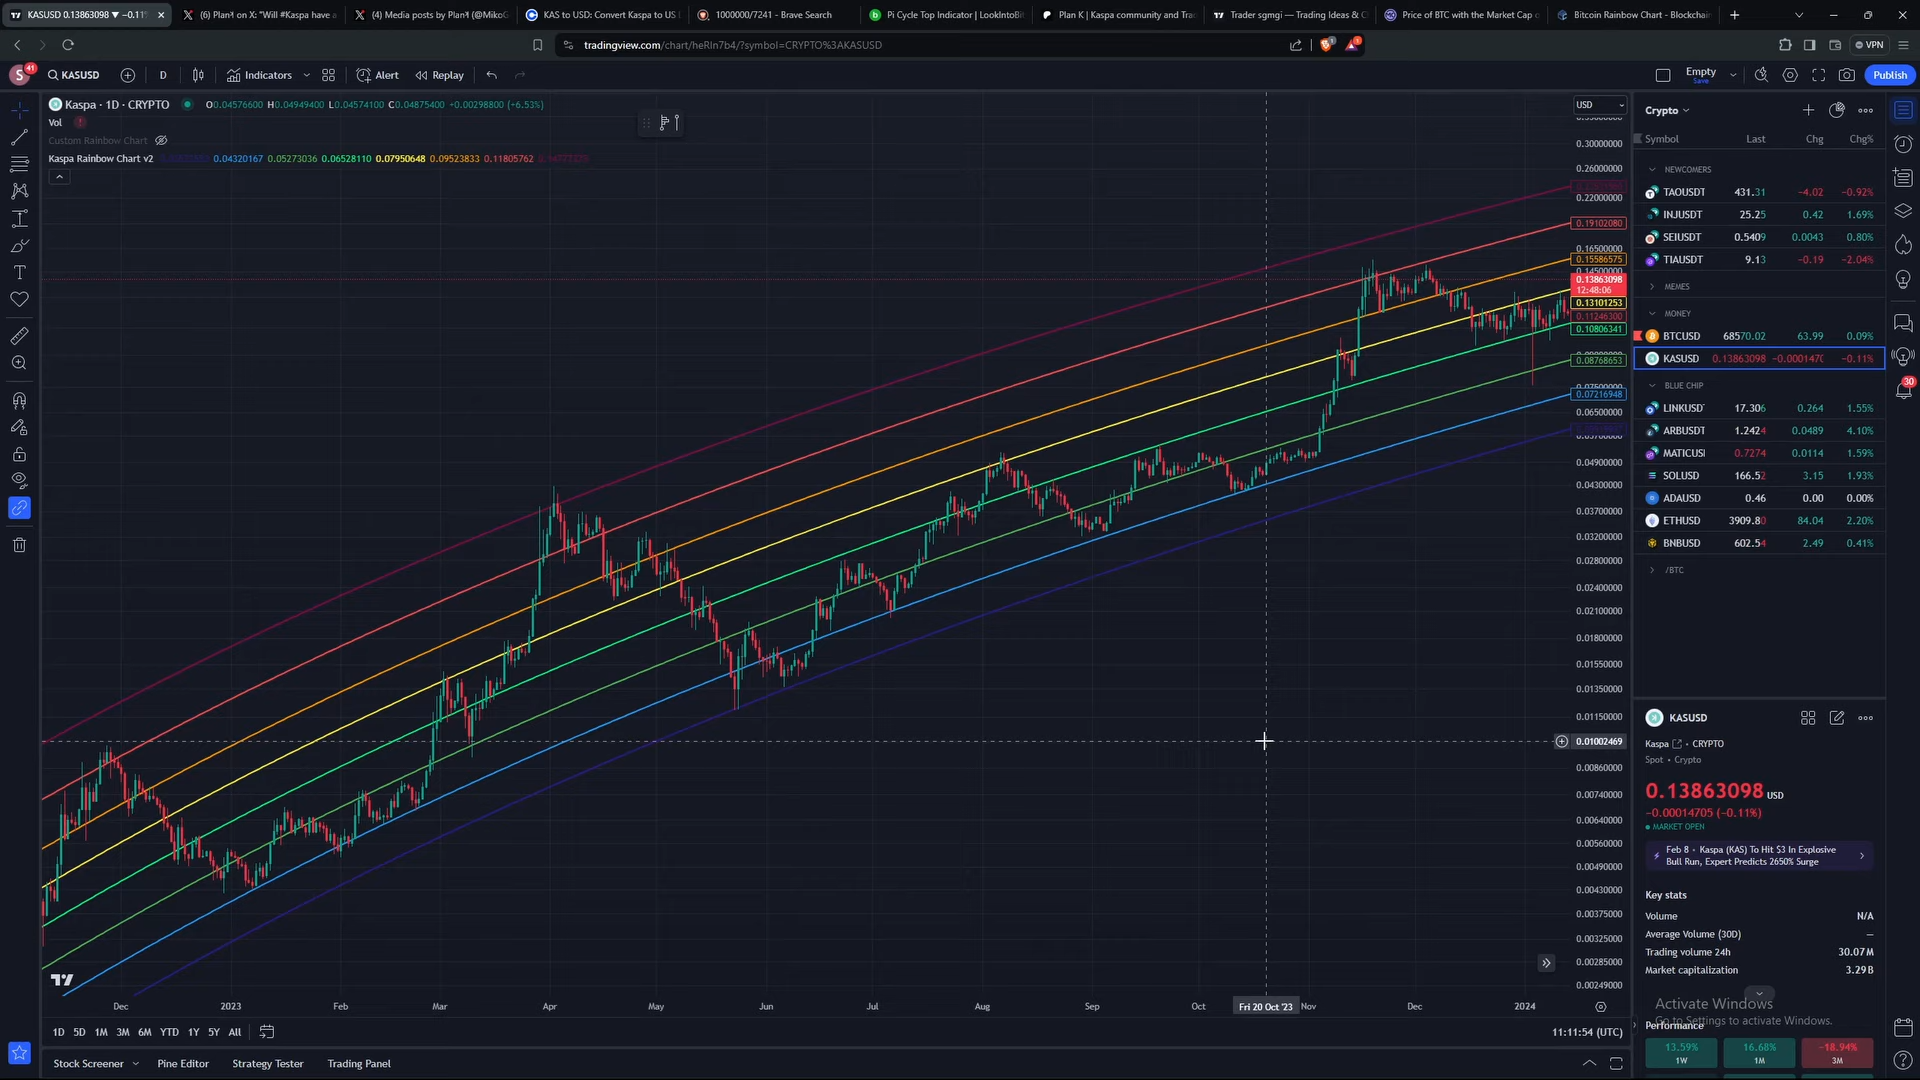 KASUSD 0.13863098 ▼ −0.11
(6) Plan𐤊 on X: "Will #Kaspa have a
(4) Media posts by Plan𐤊 (@MikoG
KAS to USD: Convert Kaspa to US
1000000/7241 - Brave Search
Pi Cycle Top Indicator | LookIntoBi
Plan K | Kaspa community and Trad
Trader sgmgi — Trading Ideas & C
Price of BTC with the Market Cap o
Bitcoin Rainbow Chart - Blockchain
tradingview.com/chart/heRln7b4/?symbol=CRYPTO%3AKASUSD
VPN
S 41
KASUSD
D
Indicators
Alert
Replay
Empty
Save
Publish
Kaspa · 1D · CRYPTO
O0.04576600 H0.04949400 L0.04574100 C0.04875400 +0.00298800 (+6.53%)
Vol
Custom Rainbow Chart
Kaspa Rainbow Chart v2 0.04320167 0.05273036 0.06528110 0.07950648 0.09523833 0.11805762
USD
0.30000000
0.26000000
0.22000000
0.19102080
0.16500000
0.15586575
0.14500000
0.13863098
12:48:06
0.13101253
0.11246300
0.10806341
0.08768653
0.07500000
0.07216948
0.06500000
0.04900000
0.04300000
0.03700000
0.03200000
0.02800000
0.02400000
0.02100000
0.01800000
0.01550000
0.01350000
0.01150000
0.01002469
0.00860000
0.00740000
0.00640000
0.00560000
0.00490000
0.00430000
0.00375000
0.00325000
0.00285000
0.00249000
Dec
2023
Feb
Mar
Apr
May
Jun
Jul
Aug
Sep
Oct
Fri 20 Oct '23
Nov
Dec
2024
1D 5D 1M 3M 6M YTD 1Y 5Y All
11:11:54 (UTC)
Stock Screener
Pine Editor
Strategy Tester
Trading Panel
Crypto
Symbol Last Chg Chg%
NEWCOMERS
TAOUSDT 431.31 −4.02 −0.92%
INJUSDT 25.25 0.42 1.69%
SEIUSDT 0.5409 0.0043 0.80%
TIAUSDT 9.13 −0.19 −2.04%
MEMES
MONEY
BTCUSD 68570.02 63.99 0.09%
KASUSD 0.13863098 −0.0001470 −0.11%
BLUE CHIP
LINKUSDT 17.306 0.264 1.55%
ARBUSDT 1.2424 0.0489 4.10%
MATICUSI 0.7274 0.0114 1.59%
SOLUSD 166.52 3.15 1.93%
ADAUSD 0.46 0.00 0.00%
ETHUSD 3909.80 84.04 2.20%
BNBUSD 602.54 2.49 0.41%
/BTC
30
KASUSD
Kaspa • CRYPTO
Spot • Crypto
0.13863098 USD
−0.00014705 (−0.11%)
MARKET OPEN
Feb 8 • Kaspa (KAS) To Hit $3 In Explosive
Bull Run, Expert Predicts 2650% Surge
Key stats
Volume N/A
Average Volume (30D) —
Trading volume 24h 30.07M
Market capitalization 3.29B
Activate Windows
Go to Settings to activate Windows.
Performance
13.59%
1W
16.68%
1M
−18.94%
3M